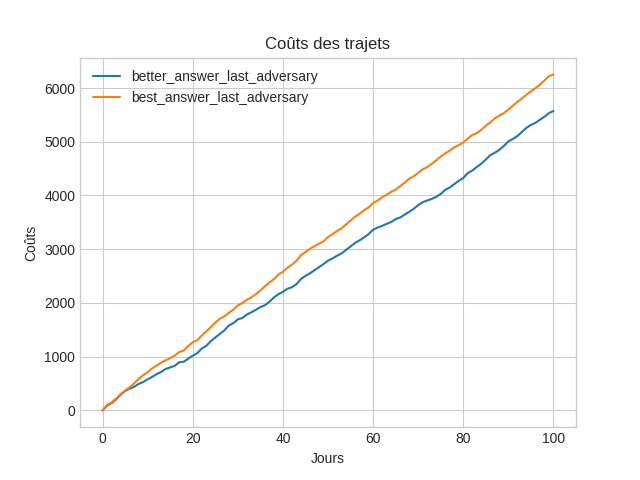 Coûts des trajets
better_answer_last_adversary
best_answer_last_adversary
6000
5000
4000
3000
2000
1000
0
Coûts
0 20 40 60 80 100
Jours